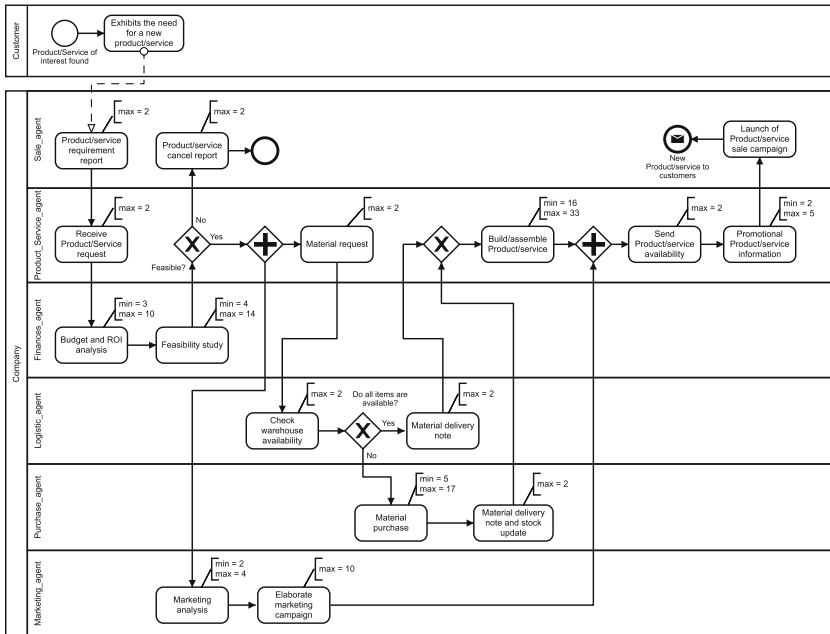 Customer
Product/Service of
interest found
Exhibits the need
for a new
product/service
Company
Sale_agent
max = 2
Product/service
requirement
report
max = 2
Product/service
cancel report
New
Product/service to
customers
Launch of
Product/service
sale campaign
Product_Service_agent
max = 2
Receive
Product/Service
request
No
Yes
Feasible?
max = 2
Material request
min = 16
max = 33
Build/assemble
Product/service
max = 2
Send
Product/service
availability
min = 2
max = 5
Promotional
Product/service
information
Finances_agent
min = 3
max = 10
Budget and ROI
analysis
min = 4
max = 14
Feasibility study
Logistic_agent
max = 2
Check
warehouse
availability
Do all items are
available?
Yes
No
max = 2
Material delivery
note
Purchase_agent
min = 5
max = 17
Material
purchase
max = 2
Material delivery
note and stock
update
Marketing_agent
min = 2
max = 4
Marketing
analysis
max = 10
Elaborate
marketing
campaign